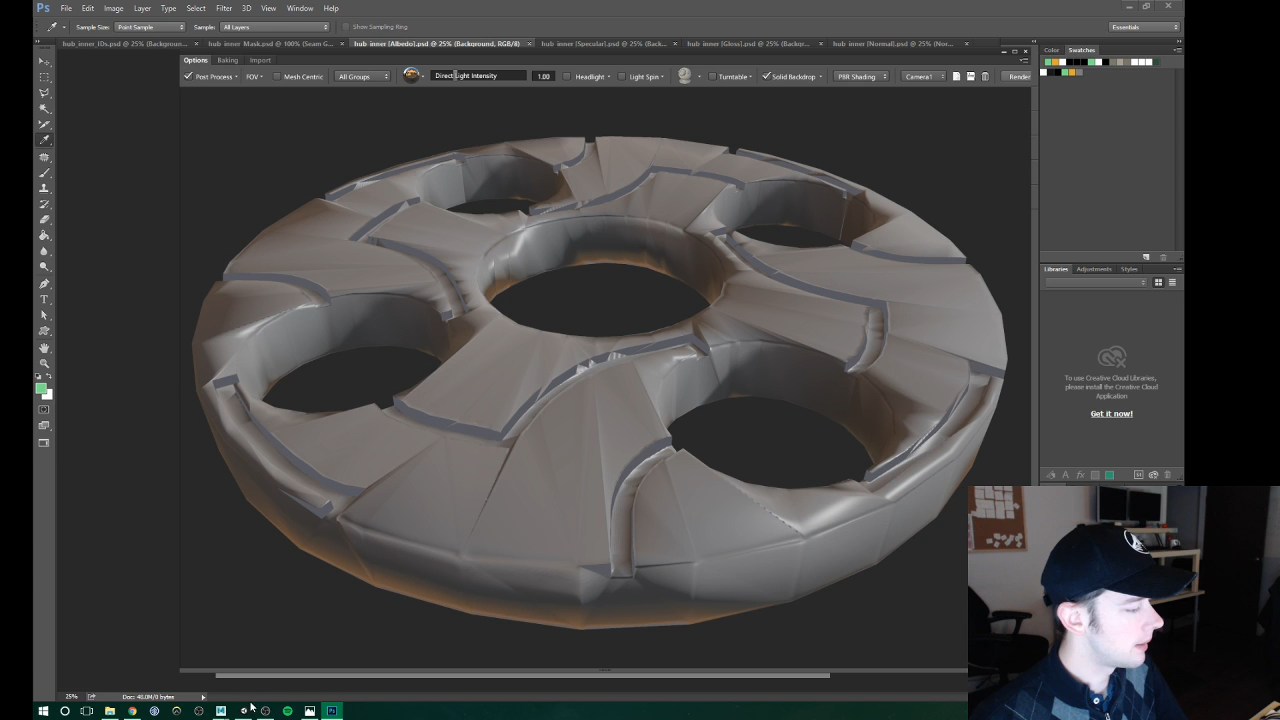 Ps File Edit Image Layer Type Select Filter 3D View Window Help
Sample Size: Point Sample Sample: All Layers Show Sampling Ring Essentials
hub_inner_IDs.psd @ 25% (Backgroun... × hub_inner Mask.psd @ 100% (Seam G... × hub_inner [Albedo].psd @ 25% (Background, RGB/8) × hub_inner [Specular].psd @ 25% (Back... × hub_inner [Gloss].psd @ 25% (Backg... × hub_inner [Normal].psd @ 25% (Nor... ×
Color Swatches
Options Baking Import
Post Process FOV Mesh Centric All Groups Direct Light Intensity 1.00 Headlight Light Spin Turntable Solid Backdrop PBR Shading Camera1 Render
Libraries Adjustments Styles
To use Creative Cloud Libraries,
please install the Creative Cloud
Application
Get it now!
25% Doc: 48.0M/0 bytes